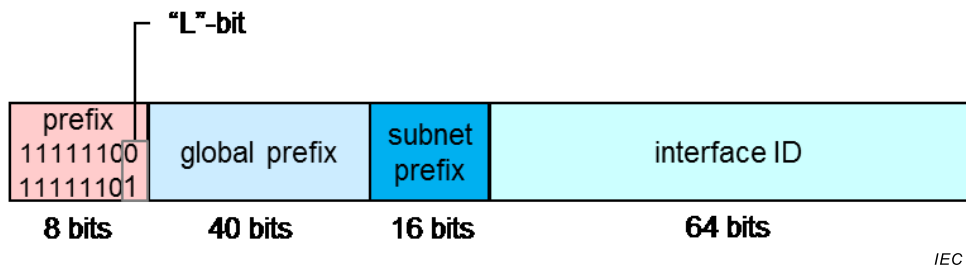 “L”-bit
prefix
11111100
11111101
global prefix
subnet
prefix
interface ID
8 bits
40 bits
16 bits
64 bits
IEC